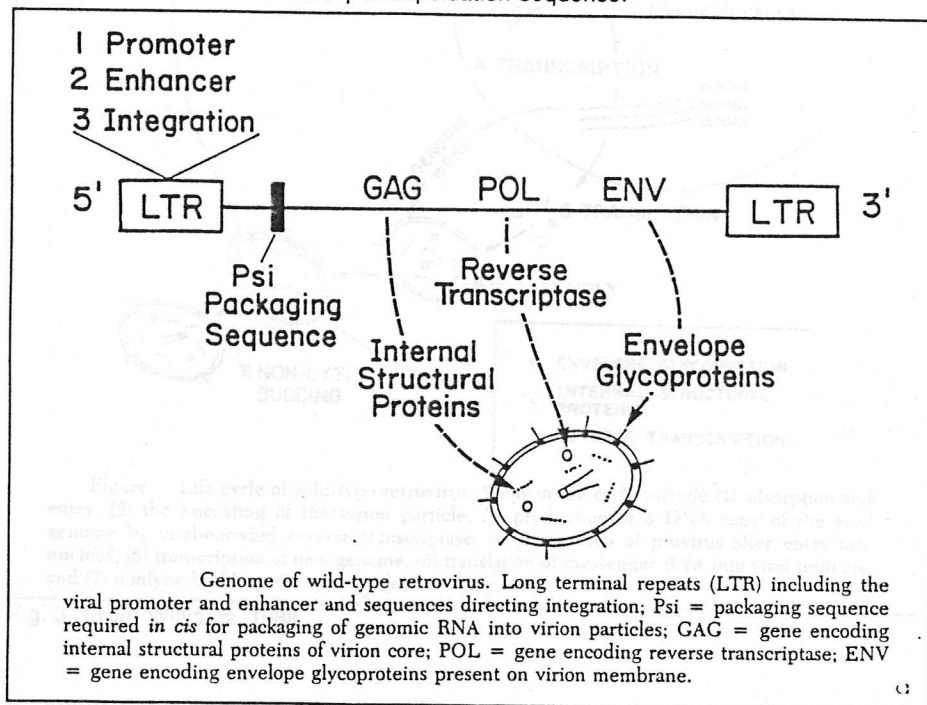 1 Promoter
2 Enhancer
3 Integration
5' LTR GAG POL ENV LTR 3'
Psi
Packaging
Sequence
Reverse
Transcriptase
Internal
Structural
Proteins
Envelope
Glycoproteins
Genome of wild-type retrovirus. Long terminal repeats (LTR) including the
viral promoter and enhancer and sequences directing integration; Psi = packaging sequence
required in cis for packaging of genomic RNA into virion particles; GAG = gene encoding
internal structural proteins of virion core; POL = gene encoding reverse transcriptase; ENV
= gene encoding envelope glycoproteins present on virion membrane.